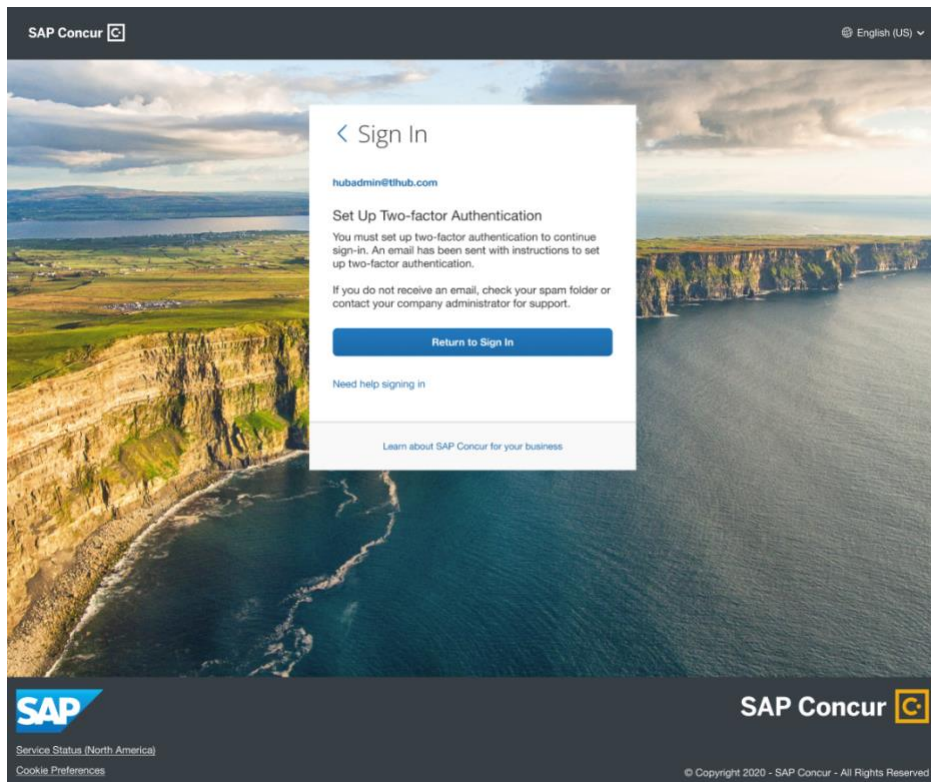 SAP Concur C
English (US)
Sign In
hubadmin@tlhub.com
Set Up Two-factor Authentication
You must set up two-factor authentication to continue
sign-in. An email has been sent with instructions to set
up two-factor authentication.
If you do not receive an email, check your spam folder or
contact your company administrator for support.
Return to Sign In
Need help signing in
Learn about SAP Concur for your business
SAP
SAP Concur C
Service Status (North America)
Cookie Preferences
© Copyright 2020 - SAP Concur - All Rights Reserved